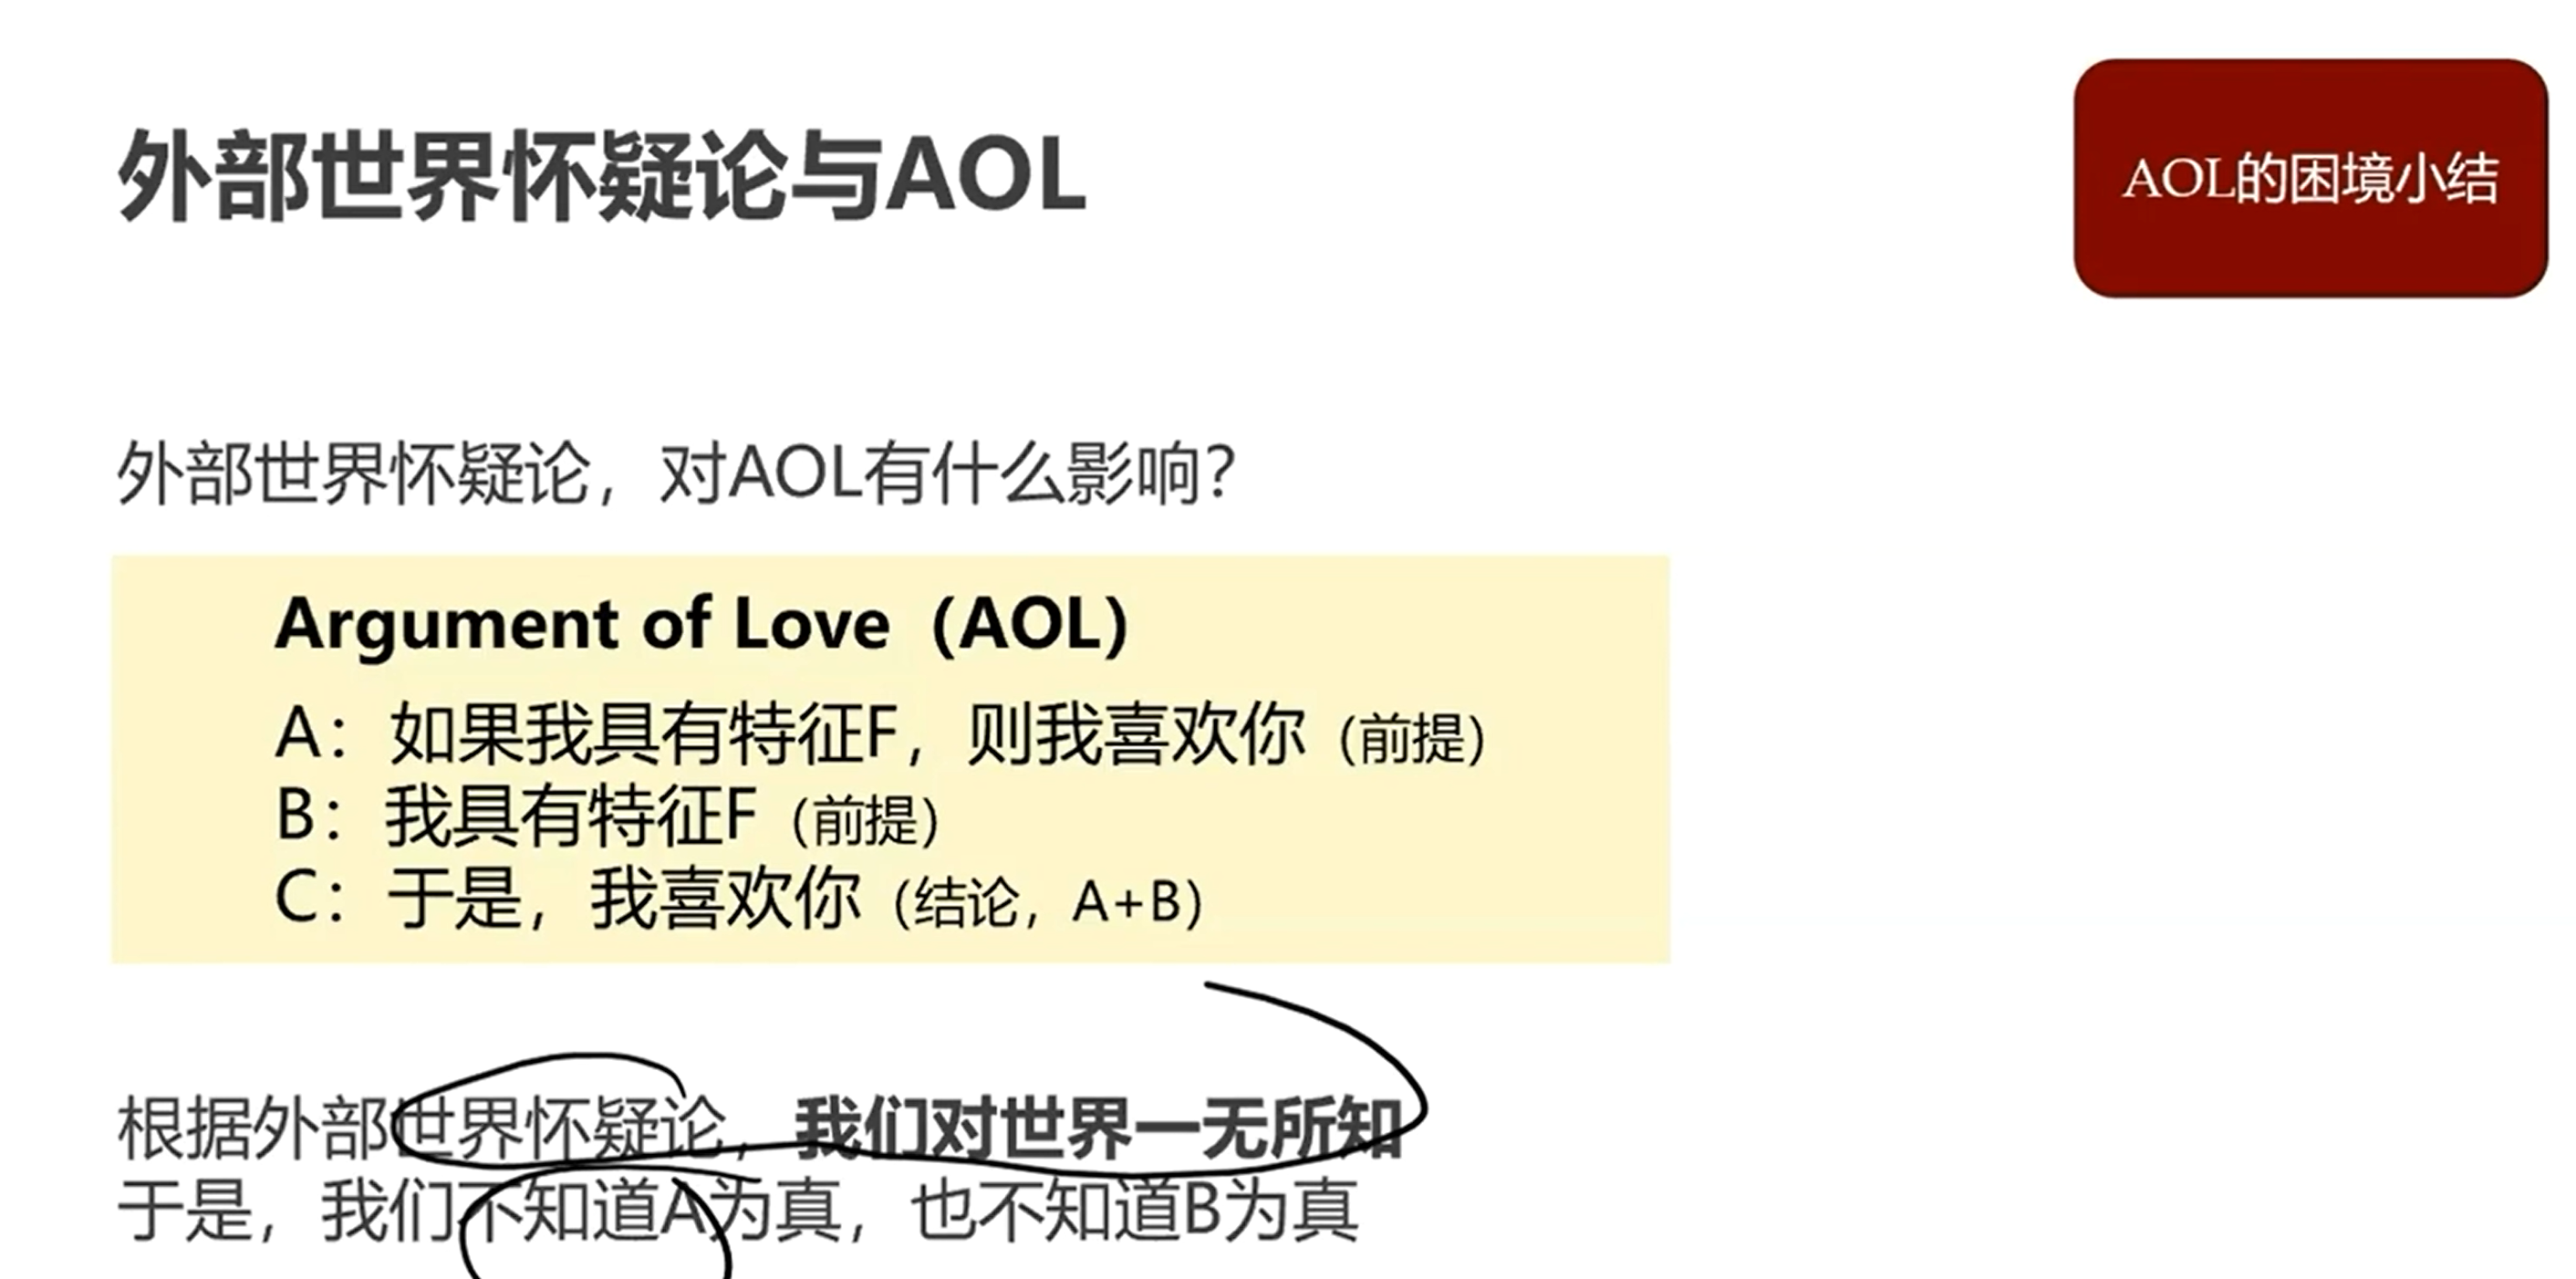 外部世界怀疑论与AOL
AOL的困境小结
外部世界怀疑论，对AOL有什么影响？
Argument of Love（AOL）
A：如果我具有特征F，则我喜欢你（前提）
B：我具有特征F（前提）
C：于是，我喜欢你（结论，A+B）
根据外部世界怀疑论，我们对世界一无所知
于是，我们不知道A为真，也不知道B为真